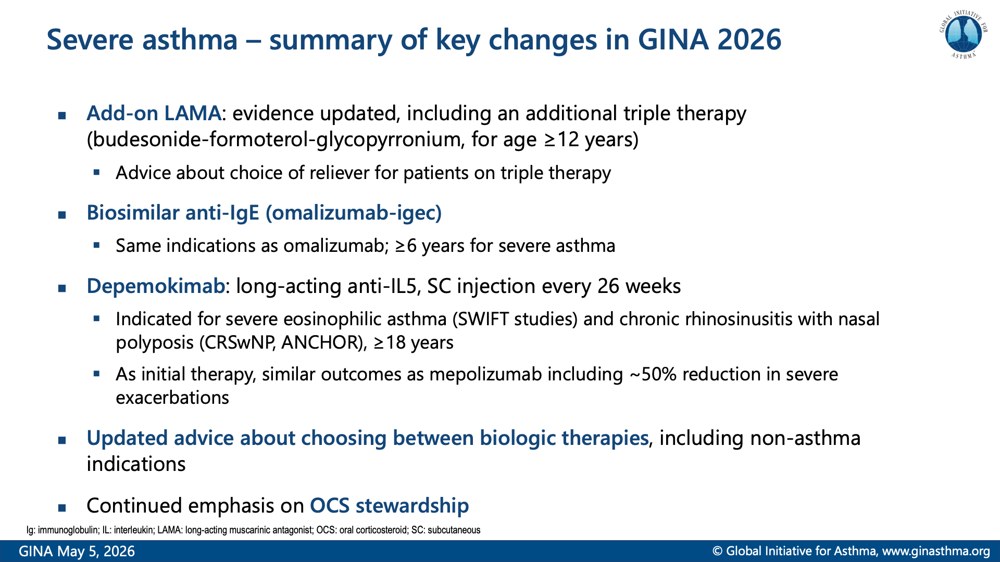 Severe asthma – summary of key changes in GINA 2026
GLOBAL INITIATIVE FOR
ASTHMA
■ Add-on LAMA: evidence updated, including an additional triple therapy
(budesonide-formoterol-glycopyrronium, for age ≥12 years)
▪ Advice about choice of reliever for patients on triple therapy
■ Biosimilar anti-IgE (omalizumab-igec)
▪ Same indications as omalizumab; ≥6 years for severe asthma
■ Depemokimab: long-acting anti-IL5, SC injection every 26 weeks
▪ Indicated for severe eosinophilic asthma (SWIFT studies) and chronic rhinosinusitis with nasal
polyposis (CRSwNP, ANCHOR), ≥18 years
▪ As initial therapy, similar outcomes as mepolizumab including ~50% reduction in severe
exacerbations
■ Updated advice about choosing between biologic therapies, including non-asthma
indications
■ Continued emphasis on OCS stewardship
Ig: immunoglobulin; IL: interleukin; LAMA: long-acting muscarinic antagonist; OCS: oral corticosteroid; SC: subcutaneous
GINA May 5, 2026
© Global Initiative for Asthma, www.ginasthma.org